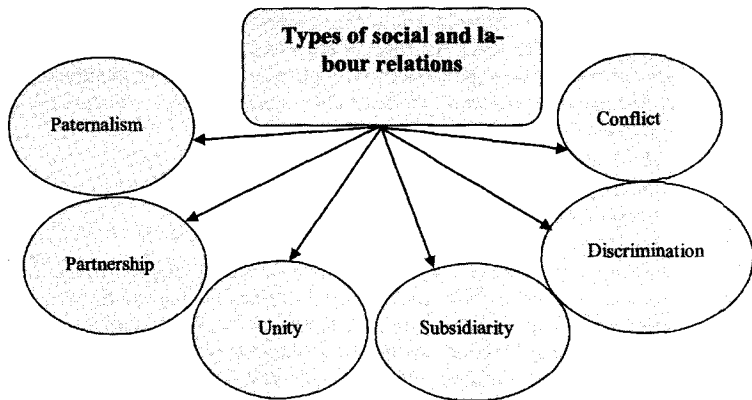 Types of social and la-
bour relations
Paternalism
Conflict
Partnership
Discrimination
Unity
Subsidiarity